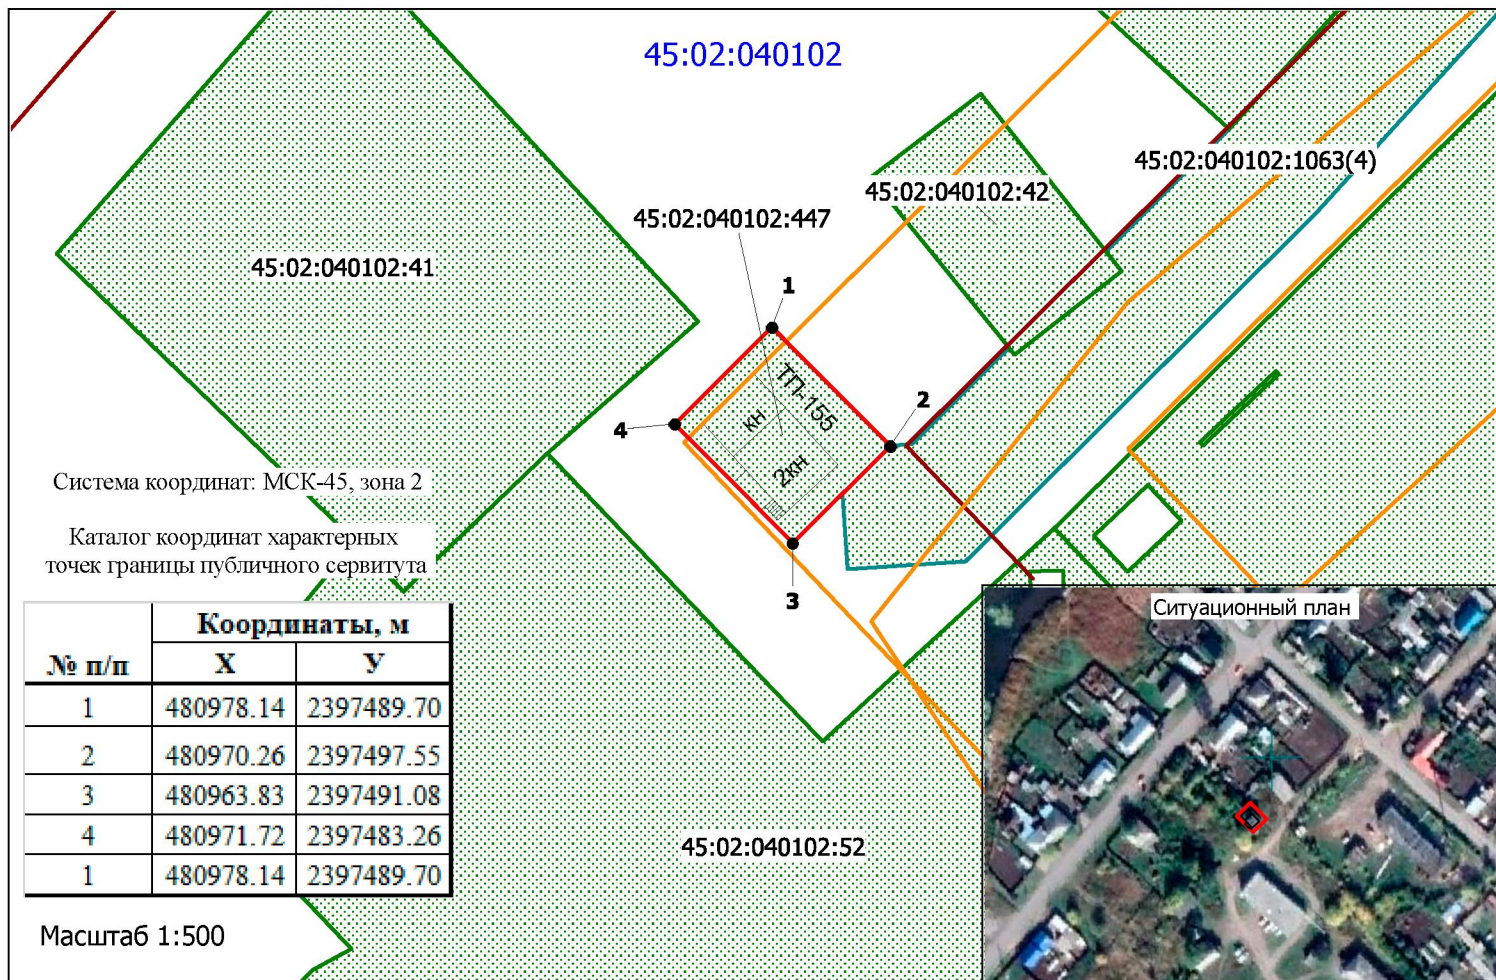 45:02:040102
45:02:040102:1063(4)
45:02:040102:42
45:02:040102:447
45:02:040102:41
1
ТП-155
2
кн
4
2кн
3
Система координат: МСК-45, зона 2
Каталог координат характерных
точек границы публичного сервитута
№ п/п Координаты, м
Х У
1 480978.14 2397489.70
2 480970.26 2397497.55
3 480963.83 2397491.08
4 480971.72 2397483.26
1 480978.14 2397489.70
Масштаб 1:500
45:02:040102:52
Ситуационный план